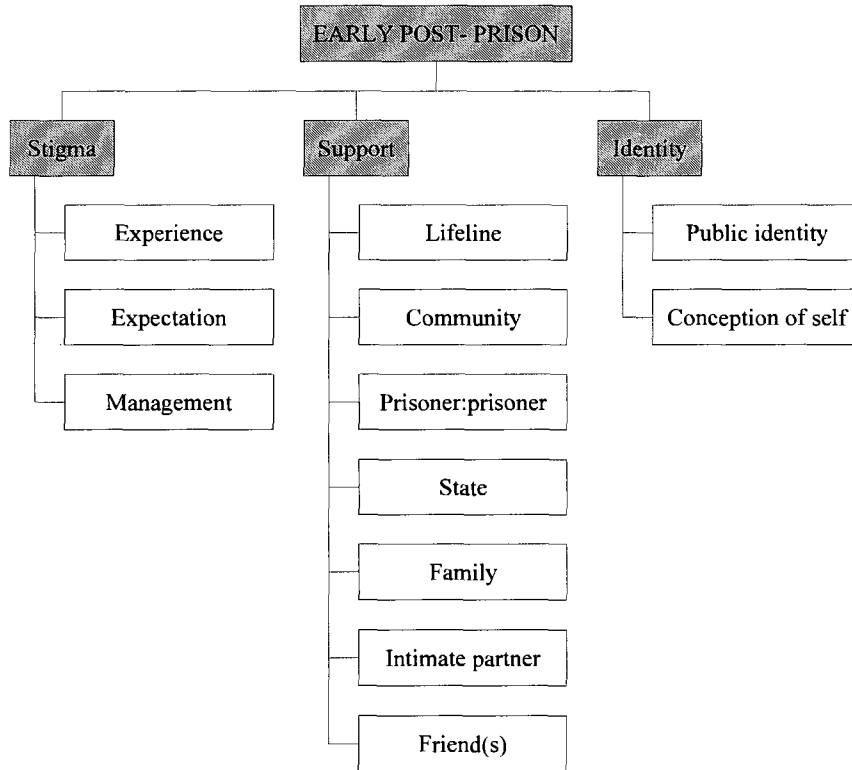 EARLY POST- PRISON
Stigma
Experience
Expectation
Management
Support
Lifeline
Community
Prisoner:prisoner
State
Family
Intimate partner
Friend(s)
Identity
Public identity
Conception of self